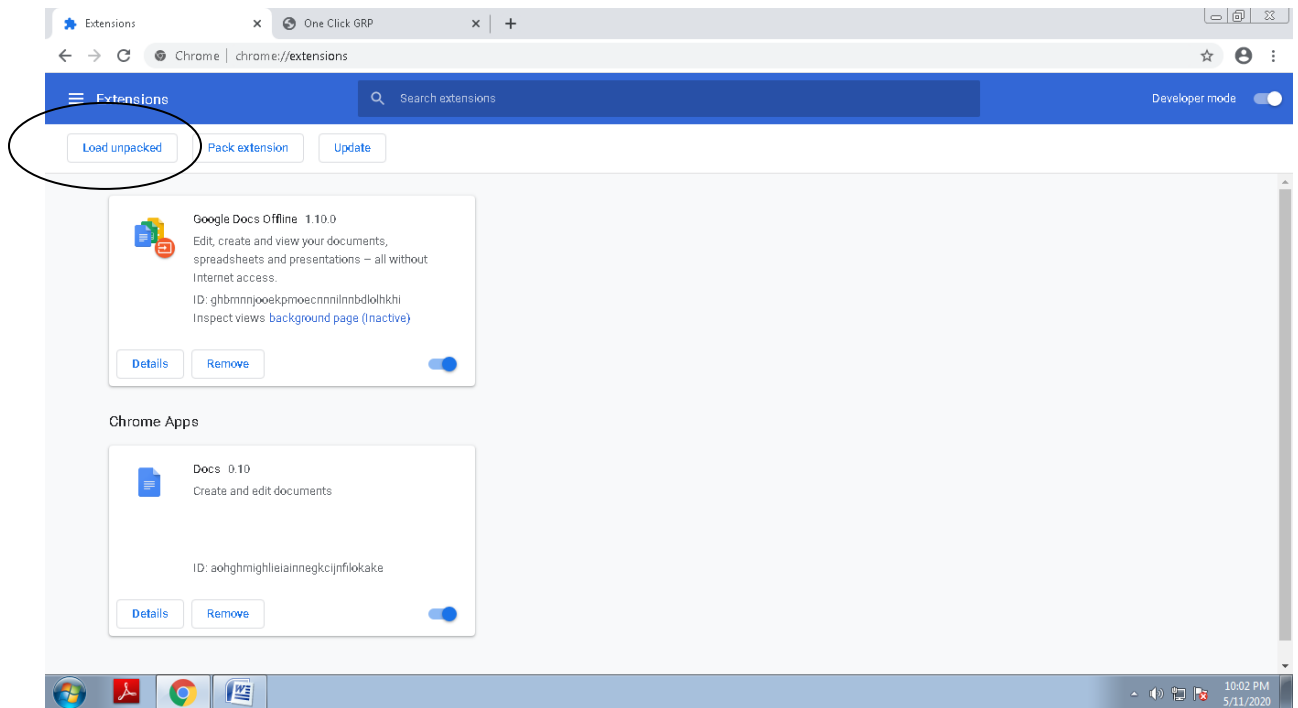 Extensions
One Click GRP
Chrome | chrome://extensions
Extensions
Search extensions
Developer mode
Load unpacked
Pack extension
Update
Google Docs Offline 1.10.0
Edit, create and view your documents,
spreadsheets and presentations – all without
Internet access.
ID: ghbmnnjooekpmoecnnnilnnbdlolhkhi
Inspect views background page (Inactive)
Details
Remove
Chrome Apps
Docs 0.10
Create and edit documents
ID: aohghmighlieiainnegkcijnfilokake
Details
Remove
10:02 PM
5/11/2020